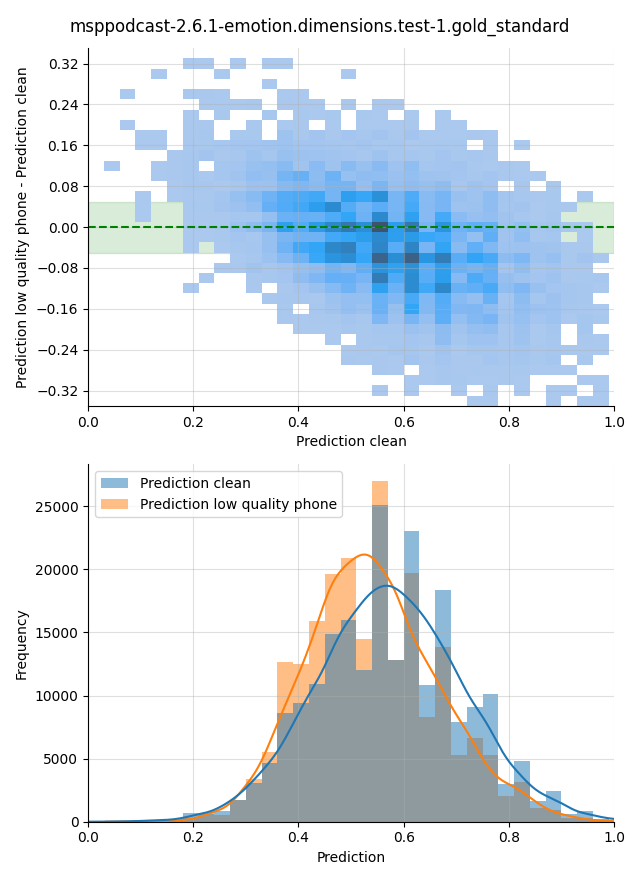 msppodcast-2.6.1-emotion.dimensions.test-1.gold_standard
Prediction low quality phone - Prediction clean
0.32
0.24
0.16
0.08
0.00
−0.08
−0.16
−0.24
−0.32
0.0 0.2 0.4 0.6 0.8 1.0
Prediction clean
Prediction clean
Prediction low quality phone
Frequency
25000
20000
15000
10000
5000
0
0.0 0.2 0.4 0.6 0.8 1.0
Prediction